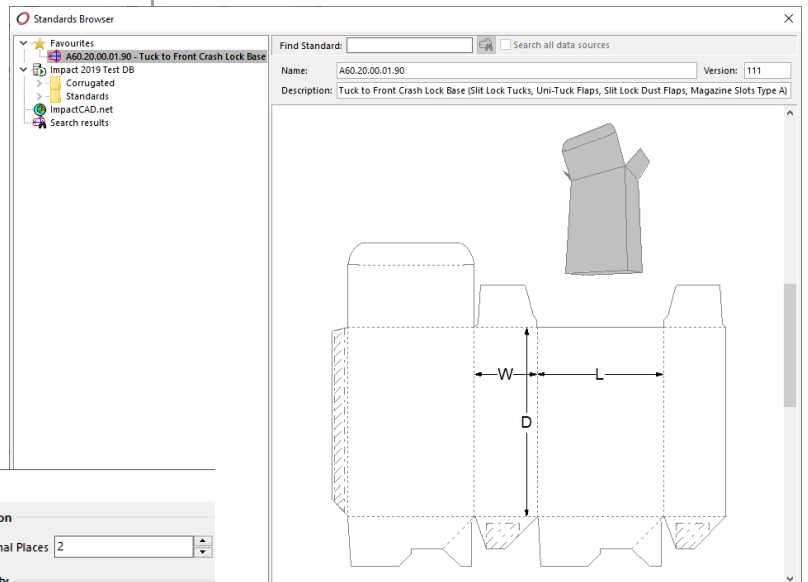 Standards Browser
Favourites
A60.20.00.01.90 - Tuck to Front Crash Lock Base
Impact 2019 Test DB
Corrugated
Standards
ImpactCAD.net
Search results
Find Standard:
Search all data sources
Name: A60.20.00.01.90 Version: 111
Description: Tuck to Front Crash Lock Base (Slit Lock Tucks, Uni-Tuck Flaps, Slit Lock Dust Flaps, Magazine Slots Type A)
W
L
D
Places 2